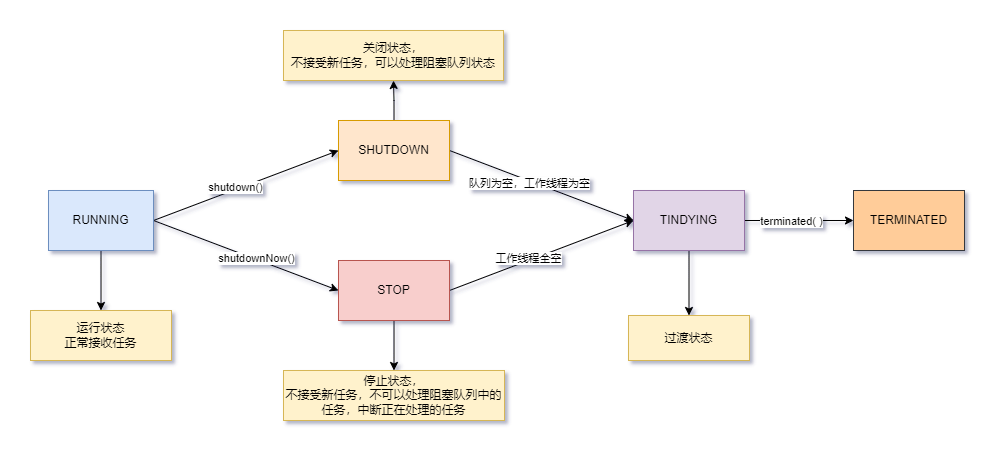 关闭状态，
不接受新任务，可以处理阻塞队列状态
SHUTDOWN
shutdown()
队列为空，工作线程为空
RUNNING
TINDYING
terminated( )
TERMINATED
shutdownNow()
工作线程全空
STOP
运行状态
正常接收任务
过渡状态
停止状态，
不接受新任务，不可以处理阻塞队列中的
任务，中断正在处理的任务